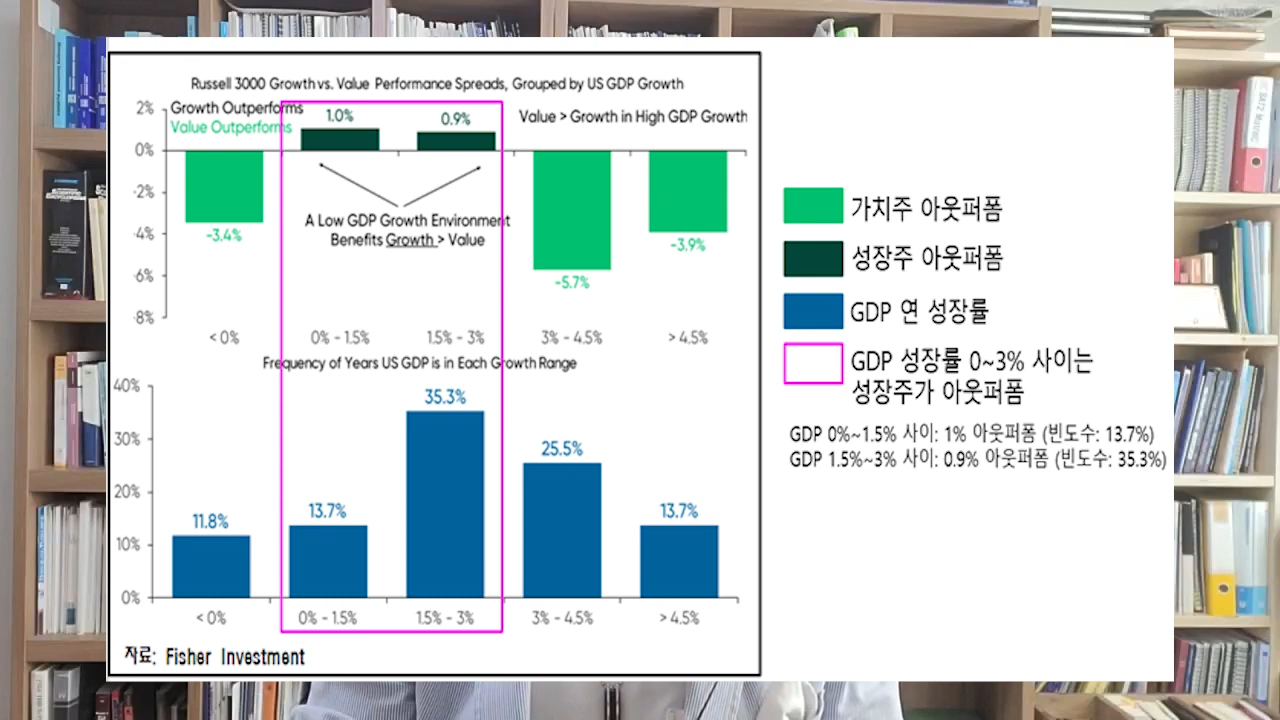 Russell 3000 Growth vs. Value Performance Spreads, Grouped by US GDP Growth
2%
0%
-2%
-4%
-6%
-8%
Growth Outperforms
Value Outperforms
1.0%
0.9%
Value > Growth in High GDP Growth
-3.4%
A Low GDP Growth Environment
Benefits Growth > Value
-5.7%
-3.9%
< 0%
0% - 1.5%
1.5% - 3%
3% - 4.5%
> 4.5%
Frequency of Years US GDP is in Each Growth Range
40%
30%
20%
10%
0%
11.8%
13.7%
35.3%
25.5%
13.7%
< 0%
0% - 1.5%
1.5% - 3%
3% - 4.5%
> 4.5%
자료: Fisher Investment
가치주 아웃퍼폼
성장주 아웃퍼폼
GDP 연 성장률
GDP 성장률 0~3% 사이는
성장주가 아웃퍼폼
GDP 0%~1.5% 사이: 1% 아웃퍼폼 (빈도수: 13.7%)
GDP 1.5%~3% 사이: 0.9% 아웃퍼폼 (빈도수: 35.3%)